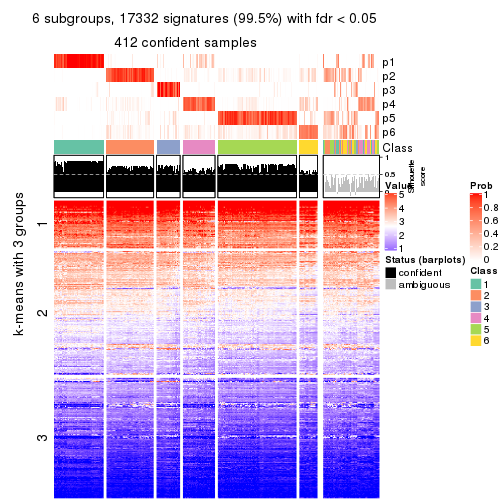 6 subgroups, 17332 signatures (99.5%) with fdr < 0.05
412 confident samples
p1
p2
p3
p4
p5
p6
Class
1
0.5
0
Silhouette
score
k-means with 3 groups
1
2
3
Value
5
4
3
2
1
Status (barplots)
confident
ambiguous
Prob
1
0.8
0.6
0.4
0.2
0
Class
1
2
3
4
5
6